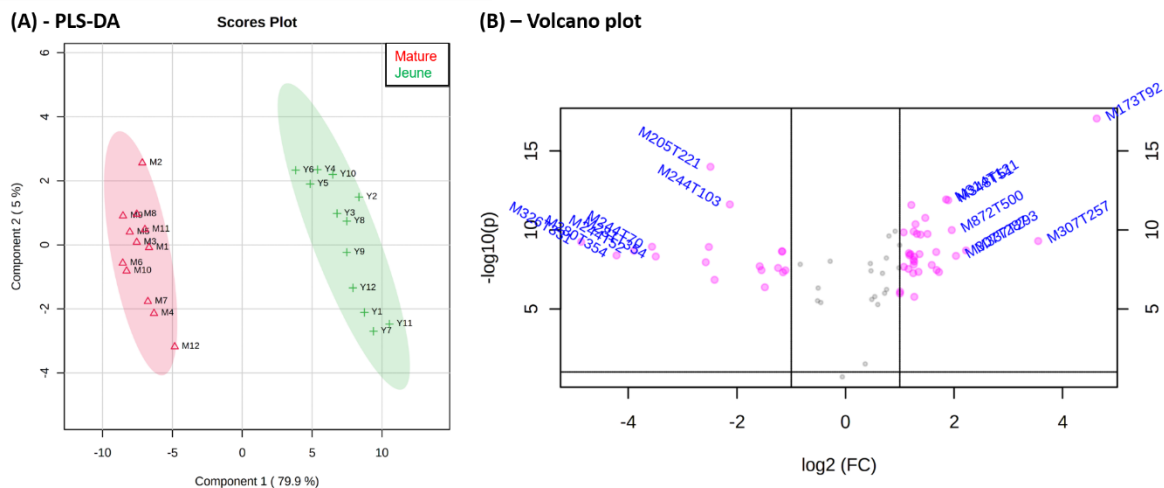 (A) - PLS-DA
Scores Plot
Mature
Jeune
6
4
2
0
-2
-4
Component 2 ( 5 %)
M2
M8
M11
M3
M1
M6
M10
M7
M4
M12
Y6
Y4
Y5
Y10
Y2
Y3
Y8
Y9
Y12
Y1
Y11
Y7
-10
-5
0
5
10
Component 1 ( 79.9 %)
(B) – Volcano plot
M173T92
M205T221
M244T103
M872T500
M307T257
15
10
5
15
10
5
-log10(p)
-4
-2
0
2
4
log2 (FC)